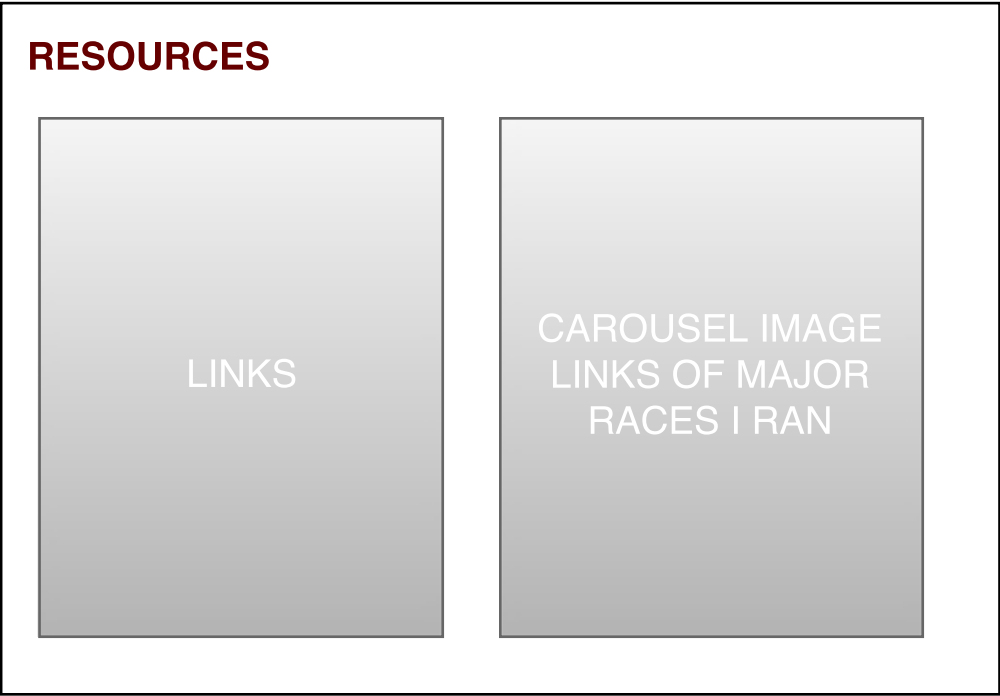 RESOURCES
LINKS
CAROUSEL IMAGE
LINKS OF MAJOR
RACES I RAN